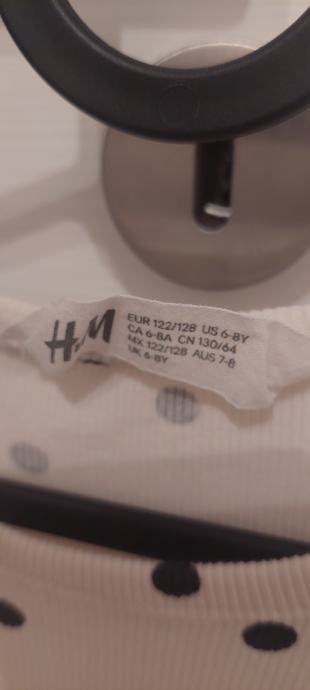 H&M
EUR 122/128 US 6-8Y
CA 6-8A CN 130/64
MX 122/128 AUS 7-8
UK 6-8Y